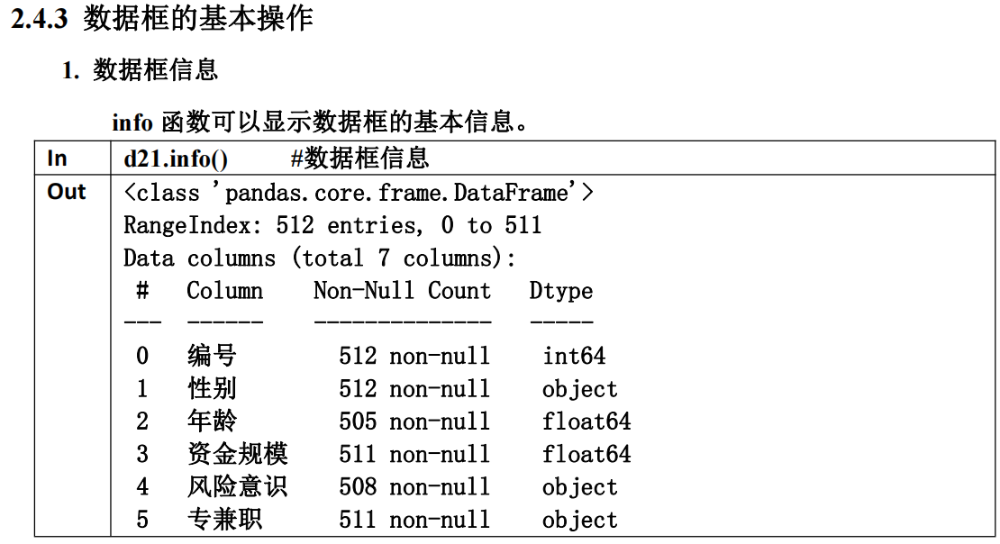 2.4.3 数据框的基本操作
1. 数据框信息
info 函数可以显示数据框的基本信息。
In d21.info() #数据框信息
Out <class 'pandas.core.frame.DataFrame'>
RangeIndex: 512 entries, 0 to 511
Data columns (total 7 columns):
# Column Non-Null Count Dtype
--- ------ -------------- -----
0 编号 512 non-null int64
1 性别 512 non-null object
2 年龄 505 non-null float64
3 资金规模 511 non-null float64
4 风险意识 508 non-null object
5 专兼职 511 non-null object